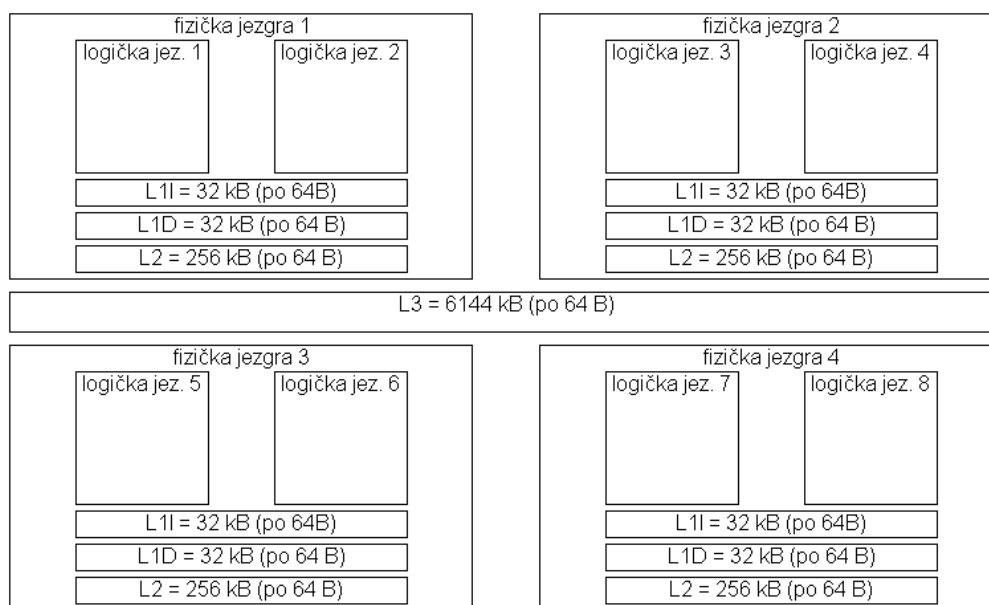 fizička jezgra 1
logička jez. 1
logička jez. 2
L1I = 32 kB (po 64B)
L1D = 32 kB (po 64 B)
L2 = 256 kB (po 64 B)
fizička jezgra 2
logička jez. 3
logička jez. 4
L1I = 32 kB (po 64B)
L1D = 32 kB (po 64 B)
L2 = 256 kB (po 64 B)
L3 = 6144 kB (po 64 B)
fizička jezgra 3
logička jez. 5
logička jez. 6
L1I = 32 kB (po 64B)
L1D = 32 kB (po 64 B)
L2 = 256 kB (po 64 B)
fizička jezgra 4
logička jez. 7
logička jez. 8
L1I = 32 kB (po 64B)
L1D = 32 kB (po 64 B)
L2 = 256 kB (po 64 B)